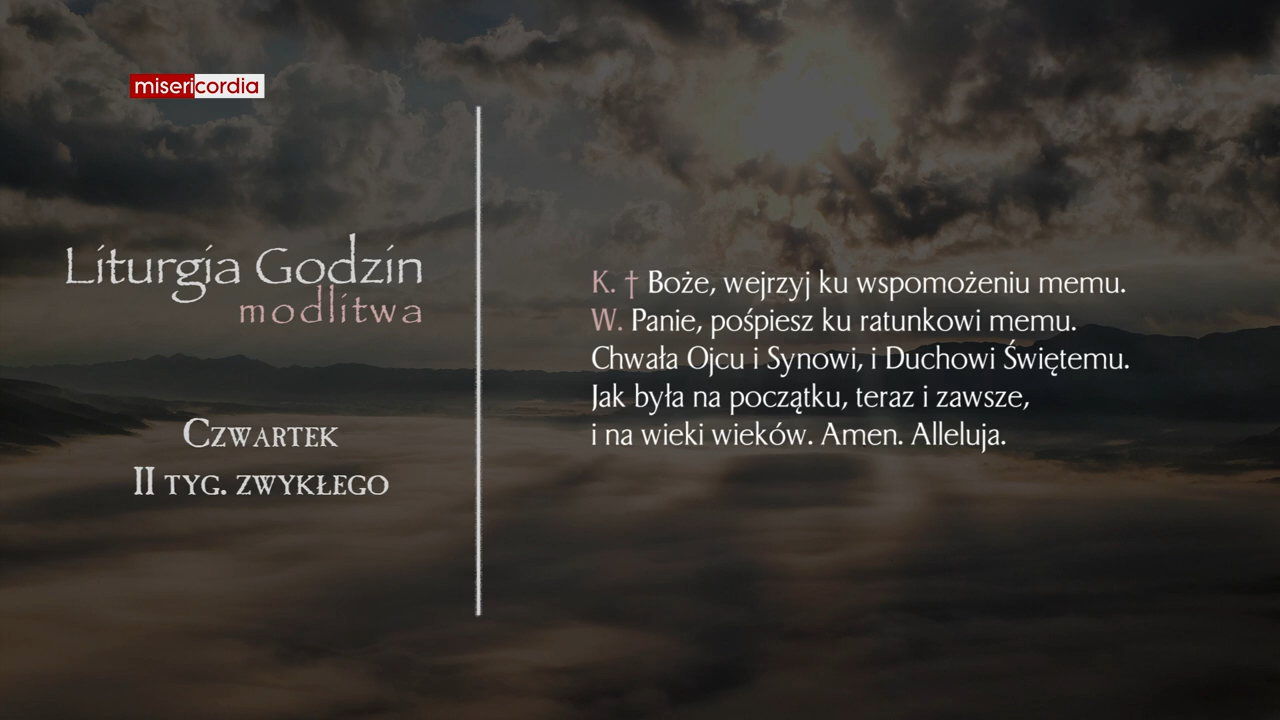 misericordia
Liturgia Godzin
modlitwa
Czwartek
II tyg. zwykłego
K. † Boże, wejrzyj ku wspomożeniu memu.
W. Panie, pośpiesz ku ratunkowi memu.
Chwała Ojcu i Synowi, i Duchowi Świętemu.
Jak była na początku, teraz i zawsze,
i na wieki wieków. Amen. Alleluja.